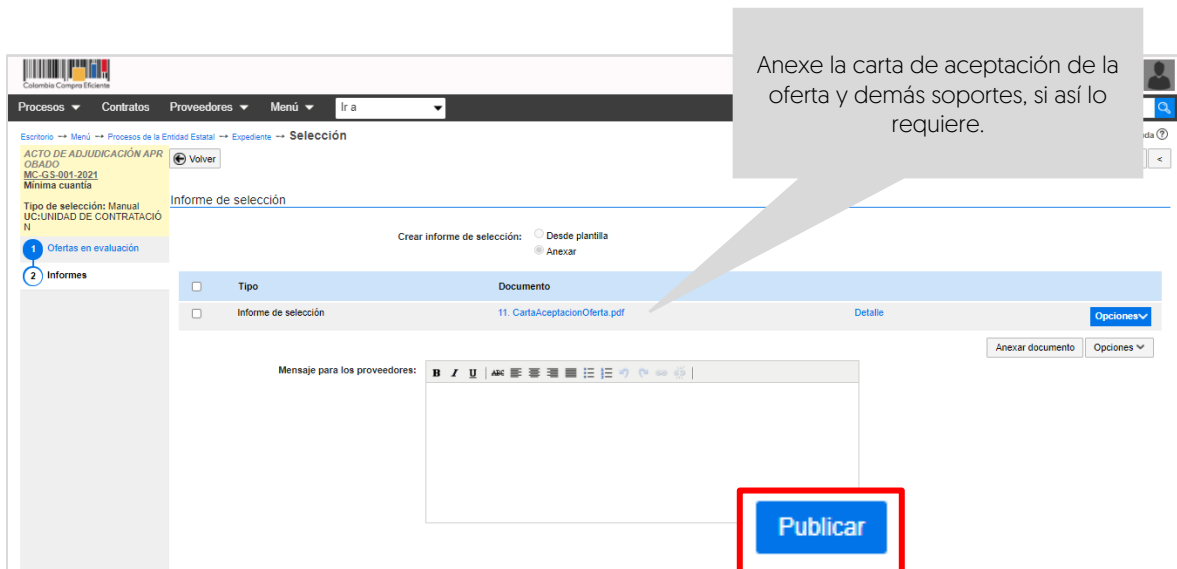 Anexe la carta de aceptación de la
oferta y demás soportes, si así lo
requiere.
Colombia Compra Eficiente
Procesos Contratos Proveedores Menú Ir a
Escritorio → Menú → Procesos de la Entidad Estatal → Expediente → Selección
da
ACTO DE ADJUDICACIÓN APR
OBADO
MC-GS-001-2021
Mínima cuantía
Tipo de selección: Manual
UC:UNIDAD DE CONTRATACIÓ
N
Volver
<
1 Ofertas en evaluación
2 Informes
Informe de selección
Crear informe de selección: Desde plantilla
Anexar
Tipo Documento
Informe de selección 11. CartaAceptacionOferta.pdf Detalle Opciones
Anexar documento Opciones
Mensaje para los proveedores: B I U ABC
Publicar